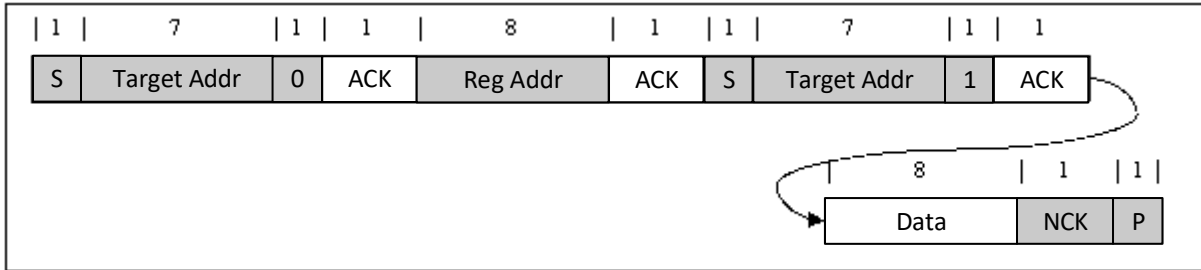 | 1 | 7 | 1 | 1 | 8 | 1 | 1 | 7 | 1 | 1
S Target Addr 0 ACK Reg Addr ACK S Target Addr 1 ACK
| 8 | 1 | 1 |
Data NCK P